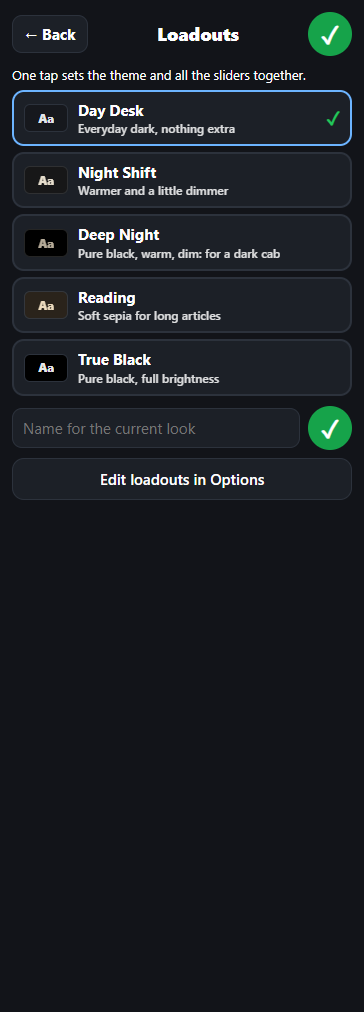 ← Back
Loadouts
✓
One tap sets the theme and all the sliders together.
Aa
Day Desk
Everyday dark, nothing extra
✓
Aa
Night Shift
Warmer and a little dimmer
Aa
Deep Night
Pure black, warm, dim: for a dark cab
Aa
Reading
Soft sepia for long articles
Aa
True Black
Pure black, full brightness
Name for the current look
✓
Edit loadouts in Options